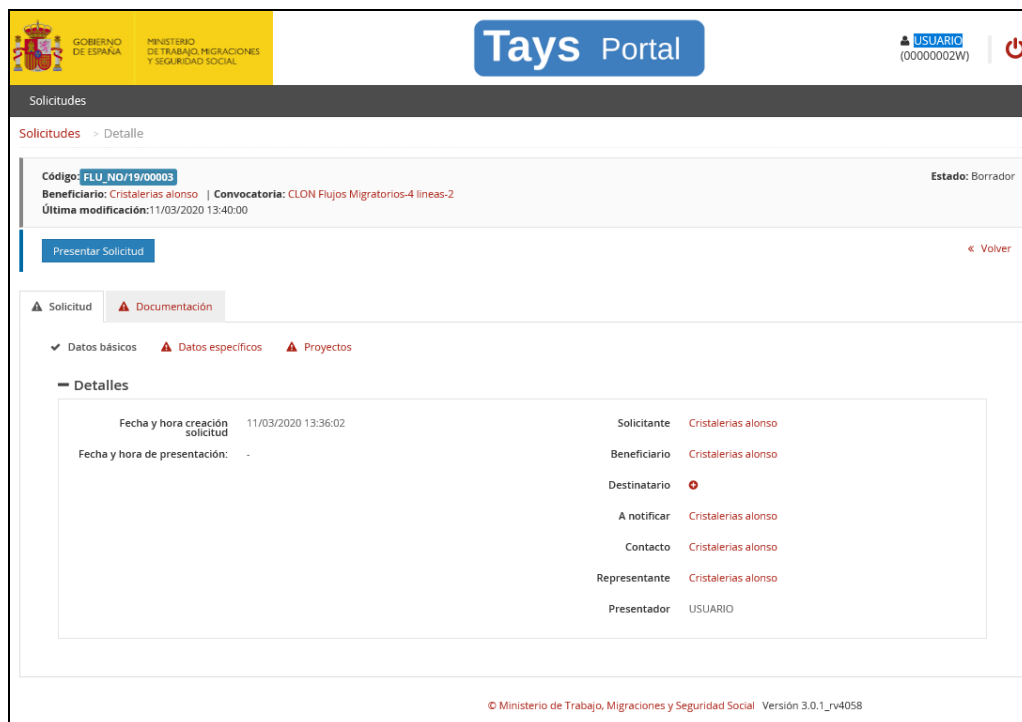 GOBIERNO
DE ESPAÑA
MINISTERIO
DE TRABAJO, MIGRACIONES
Y SEGURIDAD SOCIAL
Tays Portal
USUARIO
(00000002W)
Solicitudes
Solicitudes > Detalle
Código: FLU_NO/19/00003
Estado: Borrador
Beneficiario: Cristalerias alonso | Convocatoria: CLON Flujos Migratorios-4 lineas-2
Última modificación:11/03/2020 13:40:00
Presentar Solicitud
« Volver
Solicitud Documentación
Datos básicos Datos específicos Proyectos
Detalles
Fecha y hora creación
solicitud
11/03/2020 13:36:02
Fecha y hora de presentación: -
Solicitante Cristalerias alonso
Beneficiario Cristalerias alonso
Destinatario
A notificar Cristalerias alonso
Contacto Cristalerias alonso
Representante Cristalerias alonso
Presentador USUARIO
© Ministerio de Trabajo, Migraciones y Seguridad Social Versión 3.0.1_rv4058